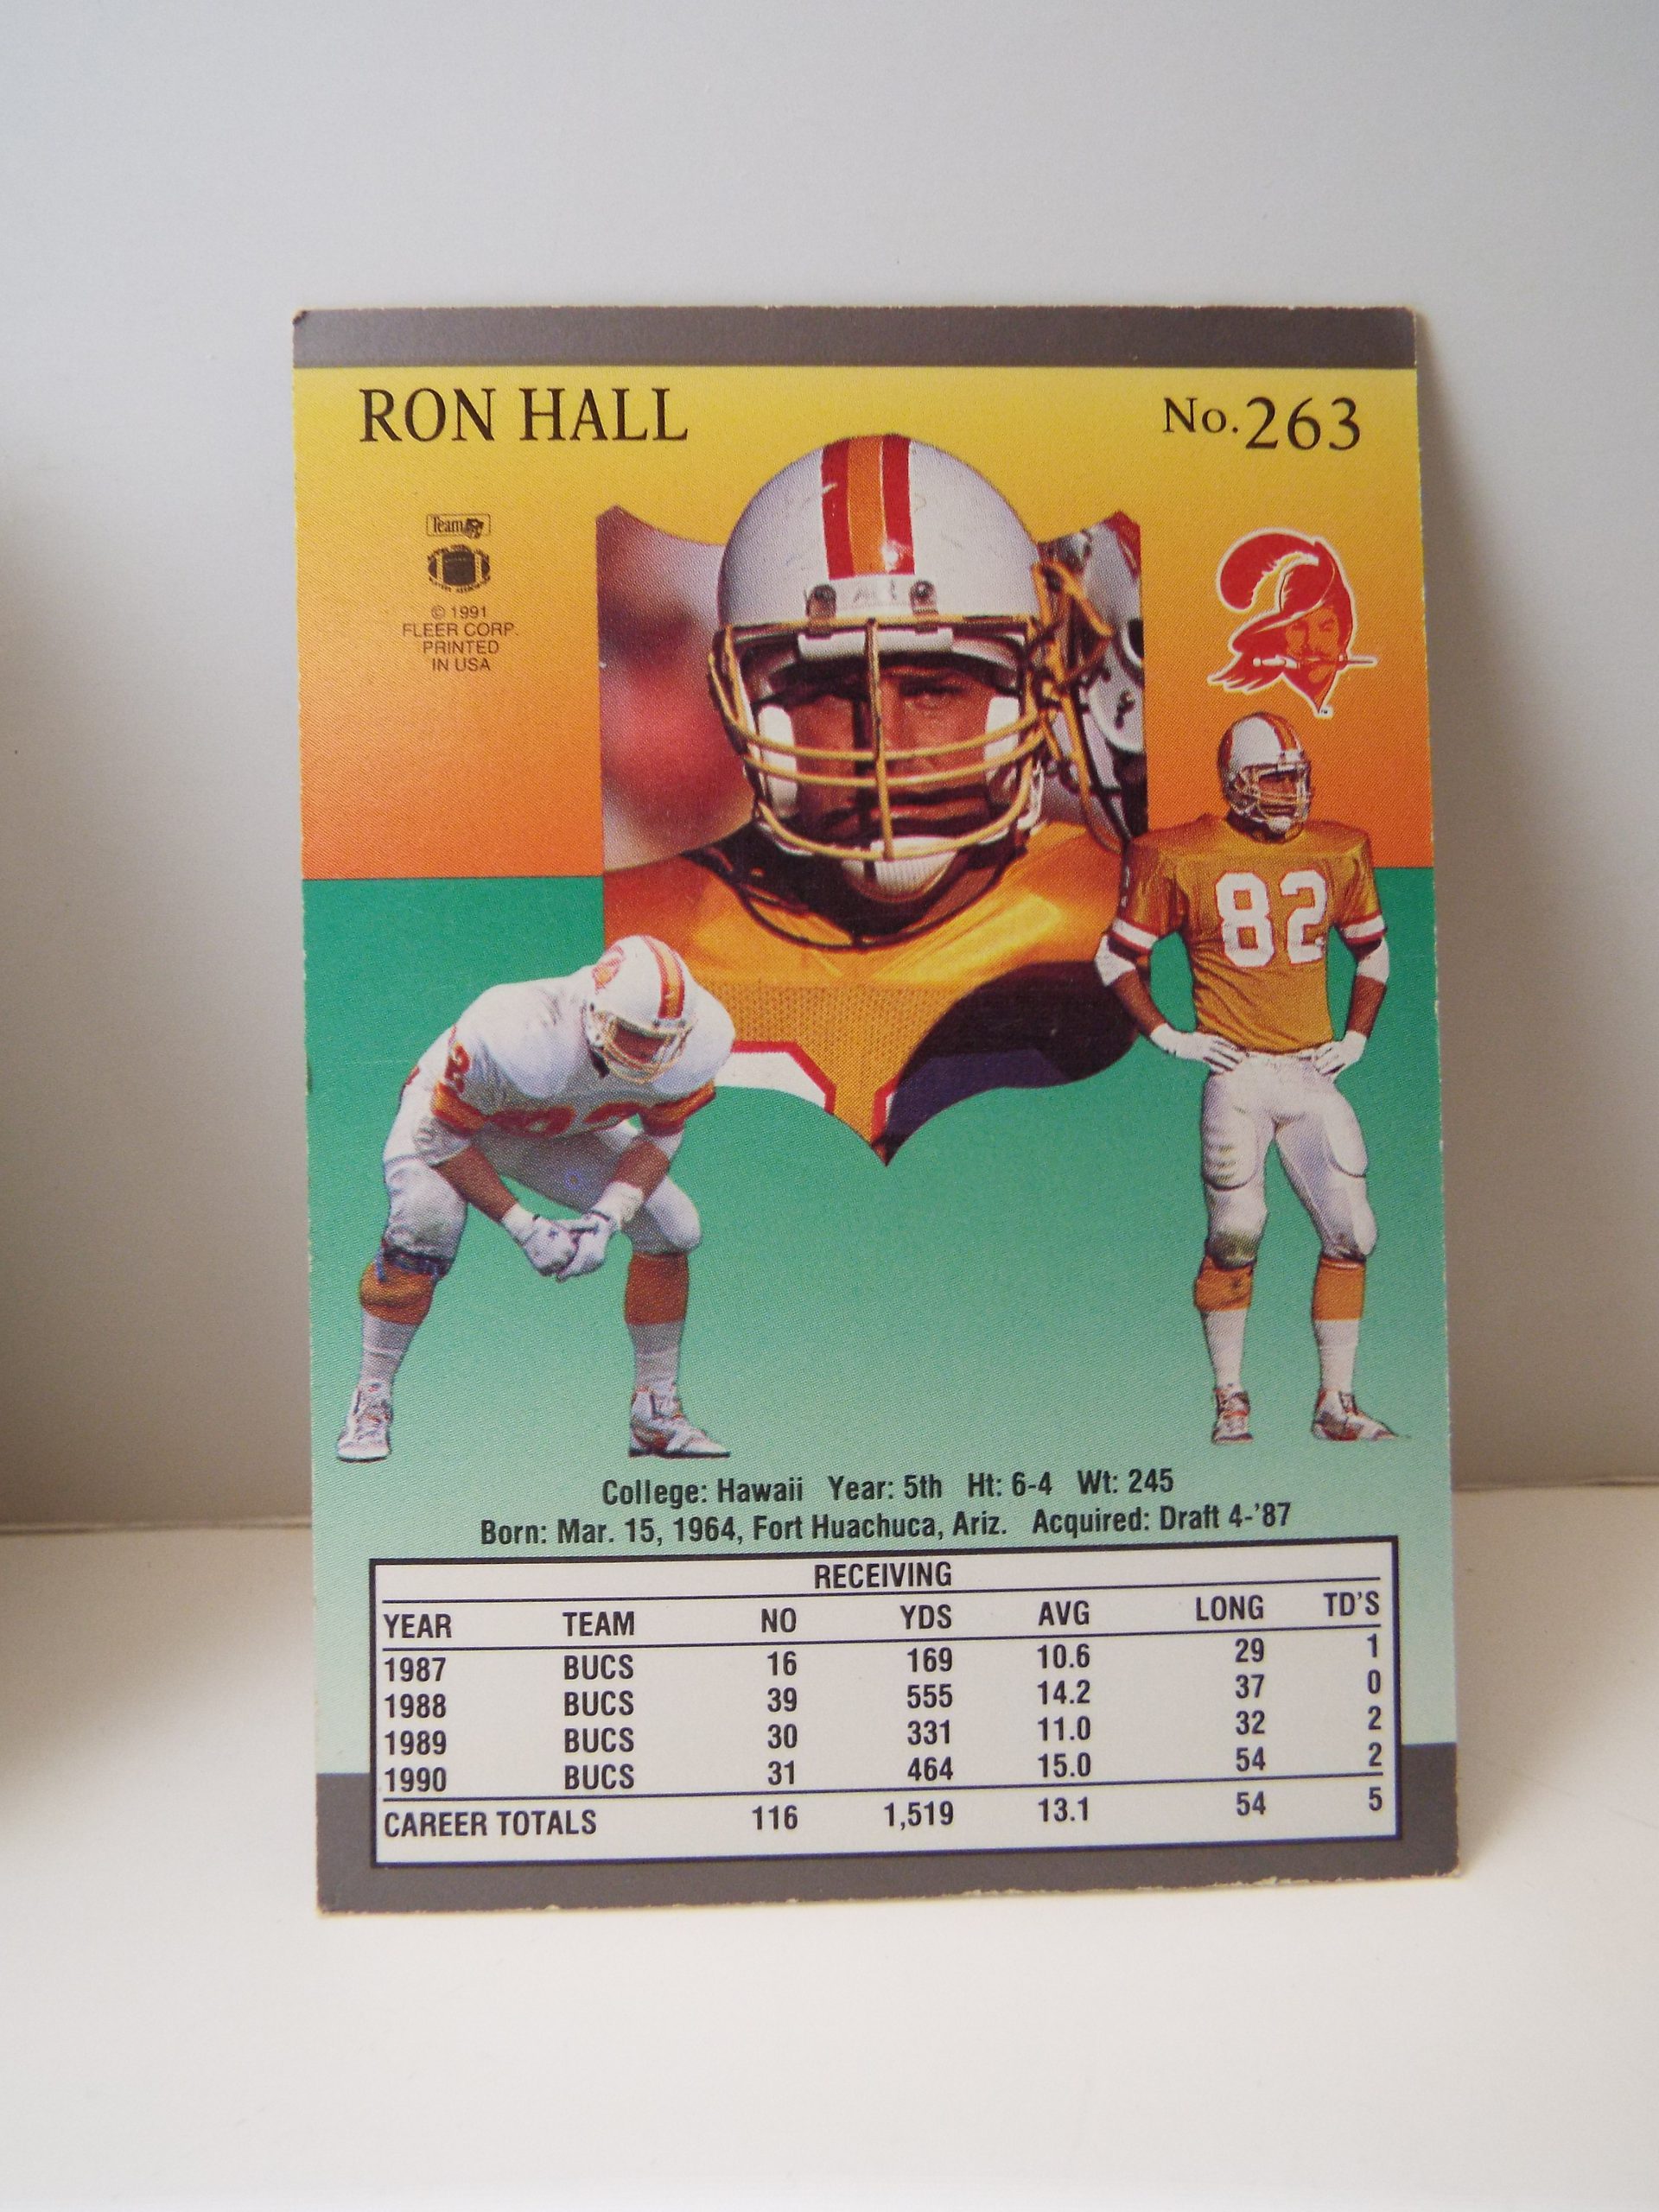 RON HALL
No. 263
Team
© 1991
FLEER CORP.
PRINTED
IN USA
82
College: Hawaii Year: 5th Ht: 6-4 Wt: 245
Born: Mar. 15, 1964, Fort Huachuca, Ariz. Acquired: Draft 4-'87
RECEIVING
YEAR TEAM NO YDS AVG LONG TD'S
1987 BUCS 16 169 10.6 29 1
1988 BUCS 39 555 14.2 37 0
1989 BUCS 30 331 11.0 32 2
1990 BUCS 31 464 15.0 54 2
CAREER TOTALS 116 1,519 13.1 54 5